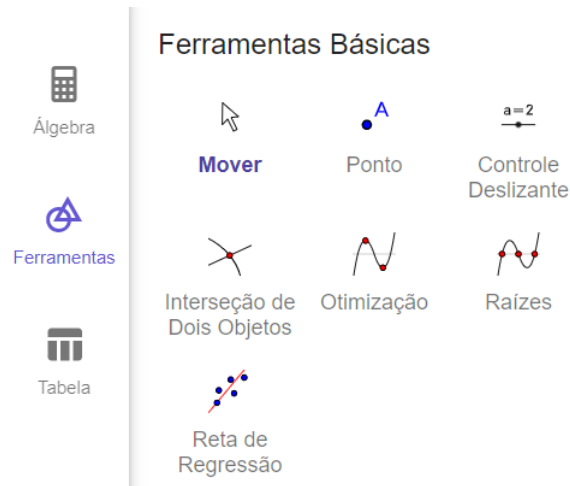 Ferramentas Básicas
Álgebra
Ferramentas
Tabela
Mover
A
Ponto
a=2
Controle
Deslizante
Interseção de
Dois Objetos
Otimização
Raízes
Reta de
Regressão